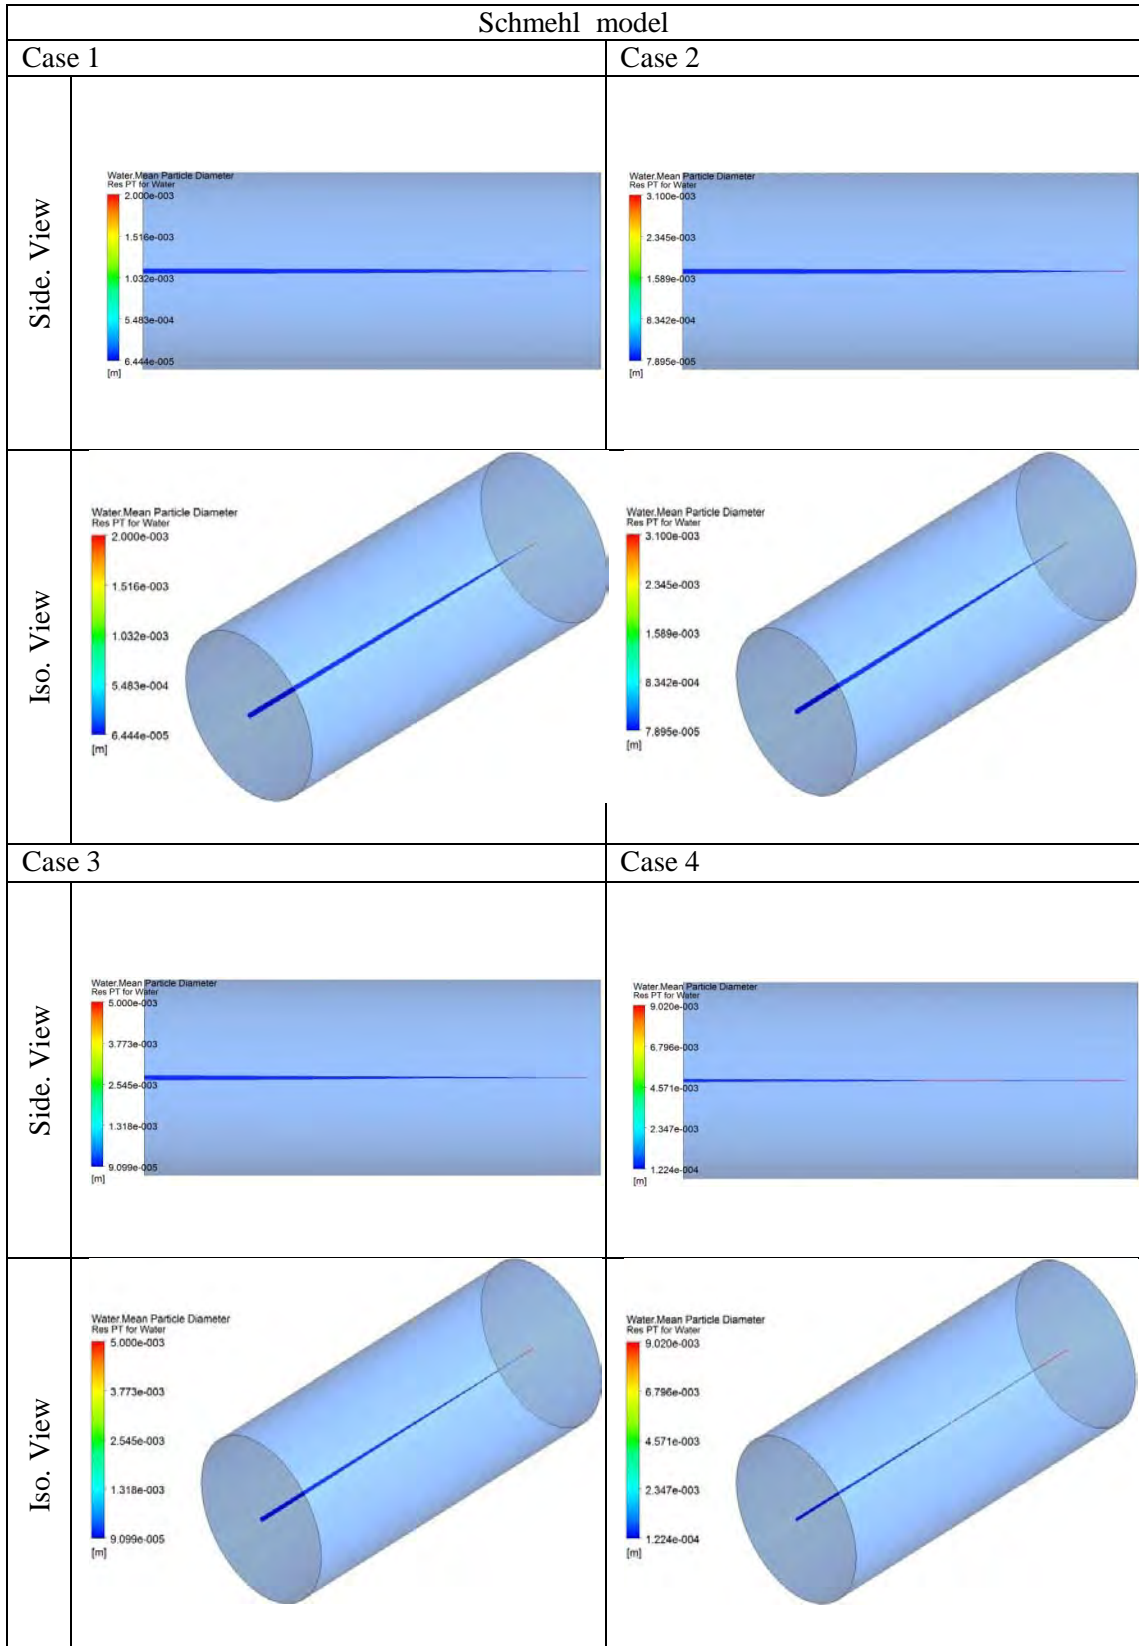 Schmehl model
Case 1
Case 2
Side. View
Water.Mean Particle Diameter
Res PT for Water
2.000e-003
1.516e-003
1.032e-003
5.483e-004
6.444e-005
[m]
Water.Mean Particle Diameter
Res PT for Water
3.100e-003
2.345e-003
1.589e-003
8.342e-004
7.895e-005
[m]
Iso. View
Water.Mean Particle Diameter
Res PT for Water
2.000e-003
1.516e-003
1.032e-003
5.483e-004
6.444e-005
[m]
Water.Mean Particle Diameter
Res PT for Water
3.100e-003
2.345e-003
1.589e-003
8.342e-004
7.895e-005
[m]
Case 3
Case 4
Side. View
Water.Mean Particle Diameter
Res PT for Water
5.000e-003
3.773e-003
2.545e-003
1.318e-003
9.099e-005
[m]
Water.Mean Particle Diameter
Res PT for Water
9.020e-003
6.796e-003
4.571e-003
2.347e-003
1.224e-004
[m]
Iso. View
Water.Mean Particle Diameter
Res PT for Water
5.000e-003
3.773e-003
2.545e-003
1.318e-003
9.099e-005
[m]
Water.Mean Particle Diameter
Res PT for Water
9.020e-003
6.796e-003
4.571e-003
2.347e-003
1.224e-004
[m]